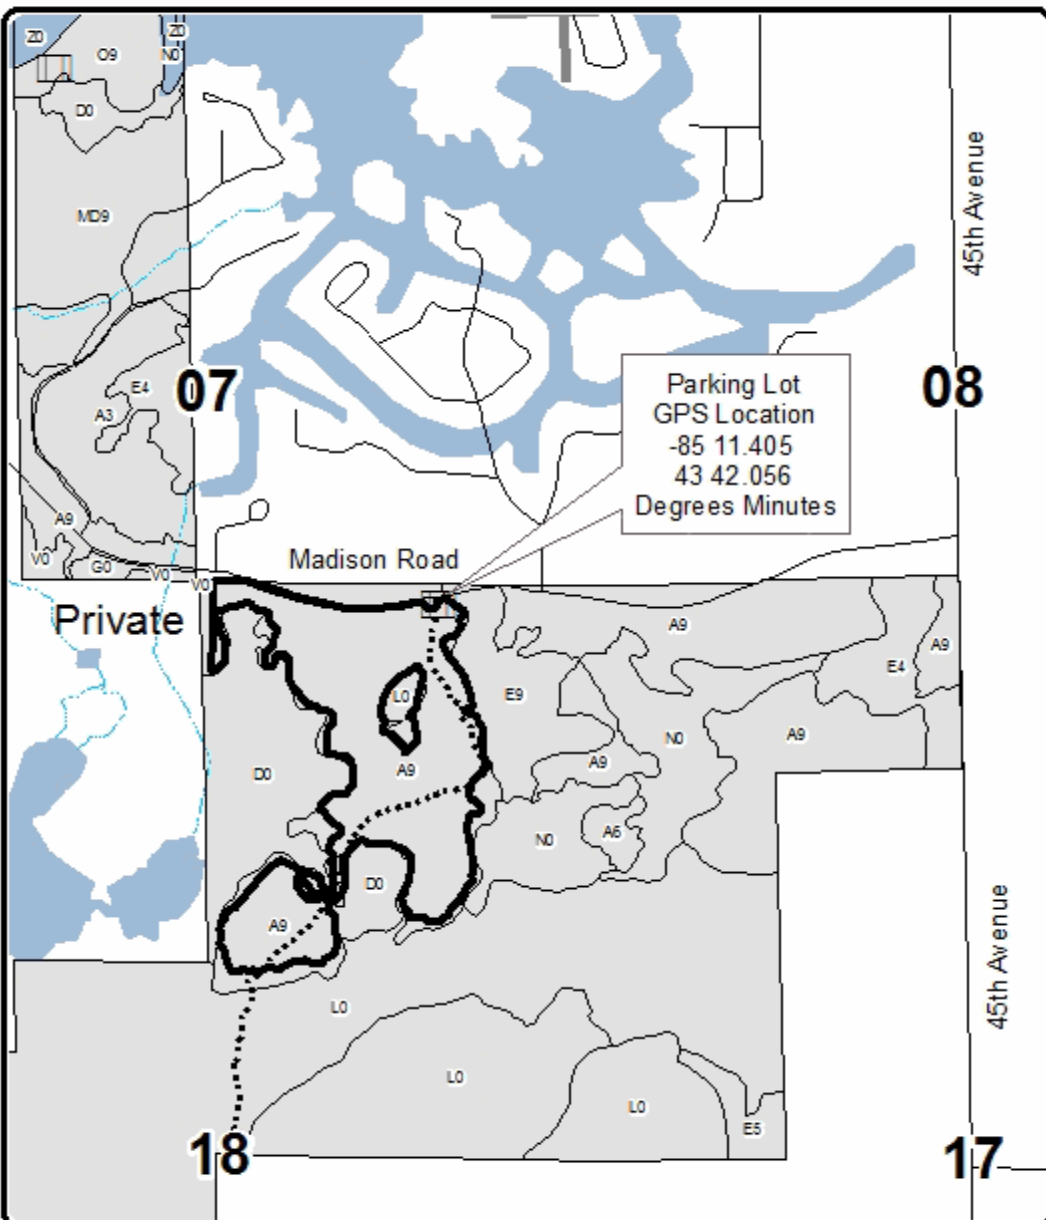 Z0
Z0
O9
N0
D0
MD9
45th Avenue
07
E4
A3
08
Parking Lot
GPS Location
-85 11.405
43 42.056
Degrees Minutes
A9
V0
G0
V0
V0
Madison Road
Private
A9
A9
E4
L0
E9
N0
A9
D0
A9
A9
N0
A6
D0
A9
45th Avenue
L0
L0
L0
E5
18
17